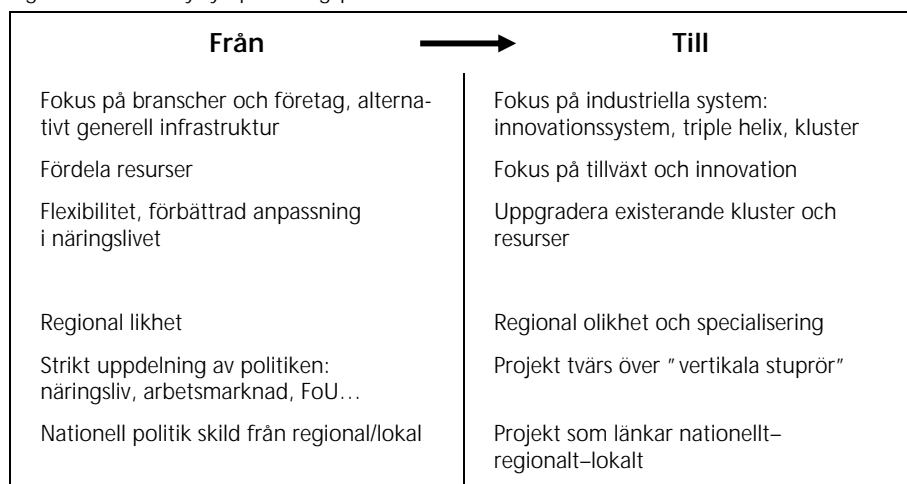 Från
Till
Fokus på branscher och företag, alterna-
tivt generell infrastruktur
Fokus på industriella system:
innovationssystem, triple helix, kluster
Fördela resurser
Fokus på tillväxt och innovation
Flexibilitet, förbättrad anpassning
i näringslivet
Uppgradera existerande kluster och
resurser
Regional likhet
Regional olikhet och specialisering
Strikt uppdelning av politiken:
näringsliv, arbetsmarknad, FoU…
Projekt tvärs över ”vertikala stuprör”
Nationell politik skild från regional/lokal
Projekt som länkar nationellt–
regionalt–lokalt